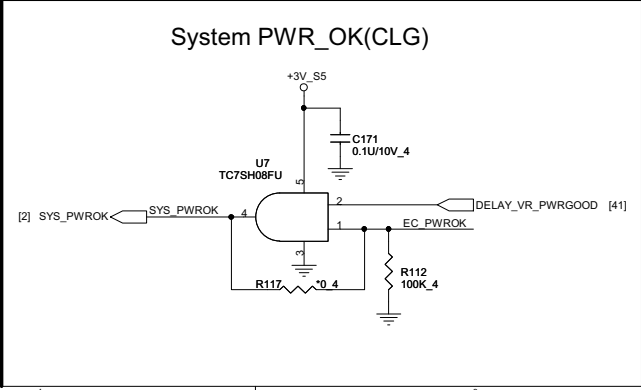 System PWR_OK(CLG)
+3V_S5
C171
0.1U/10V_4
U7
TC7SH08FU
5
2
DELAY_VR_PWRGOOD [41]
[2] SYS_PWROK
SYS_PWROK
4
1
EC_PWROK
3
R117 *0_4
R112
100K_4